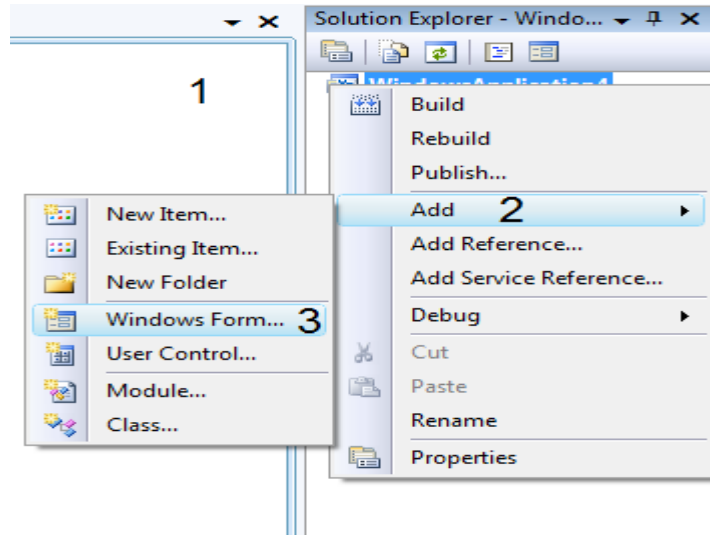 Solution Explorer - Windo...
1
WindowsApplication4
Build
Rebuild
Publish...
Add 2
Add Reference...
Add Service Reference...
Debug
Cut
Paste
Rename
Properties
New Item...
Existing Item...
New Folder
Windows Form... 3
User Control...
Module...
Class...